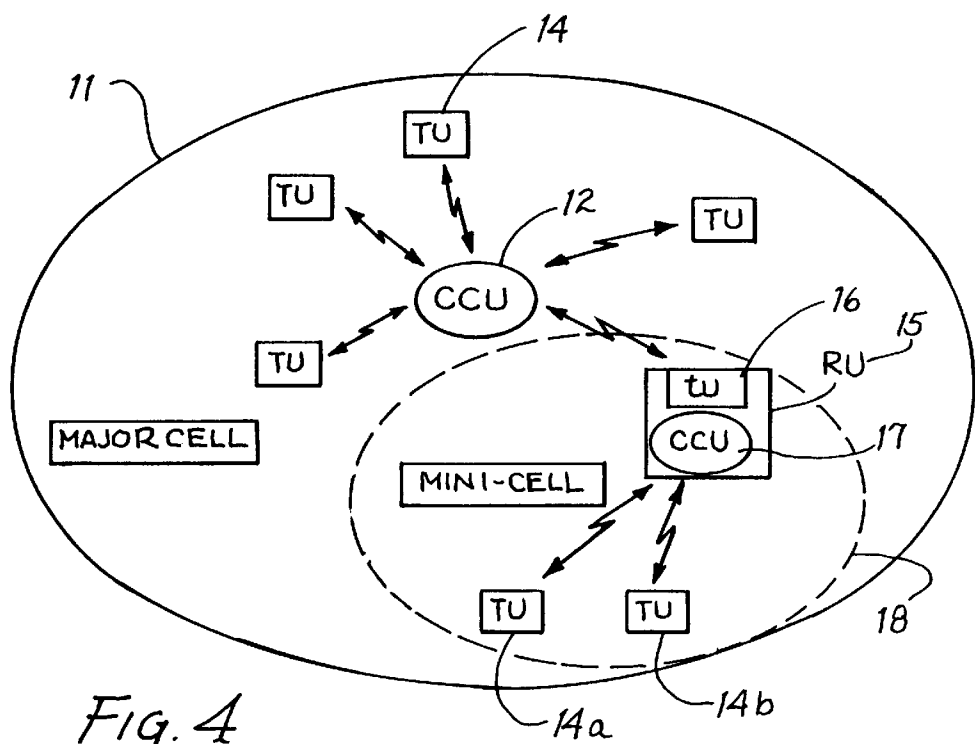 14
11
TU
TU
12
TU
CCU
16
15
RU
TU
tu
CCU
17
MAJOR CELL
MINI-CELL
TU
TU
18
14a
14b
FIG. 4